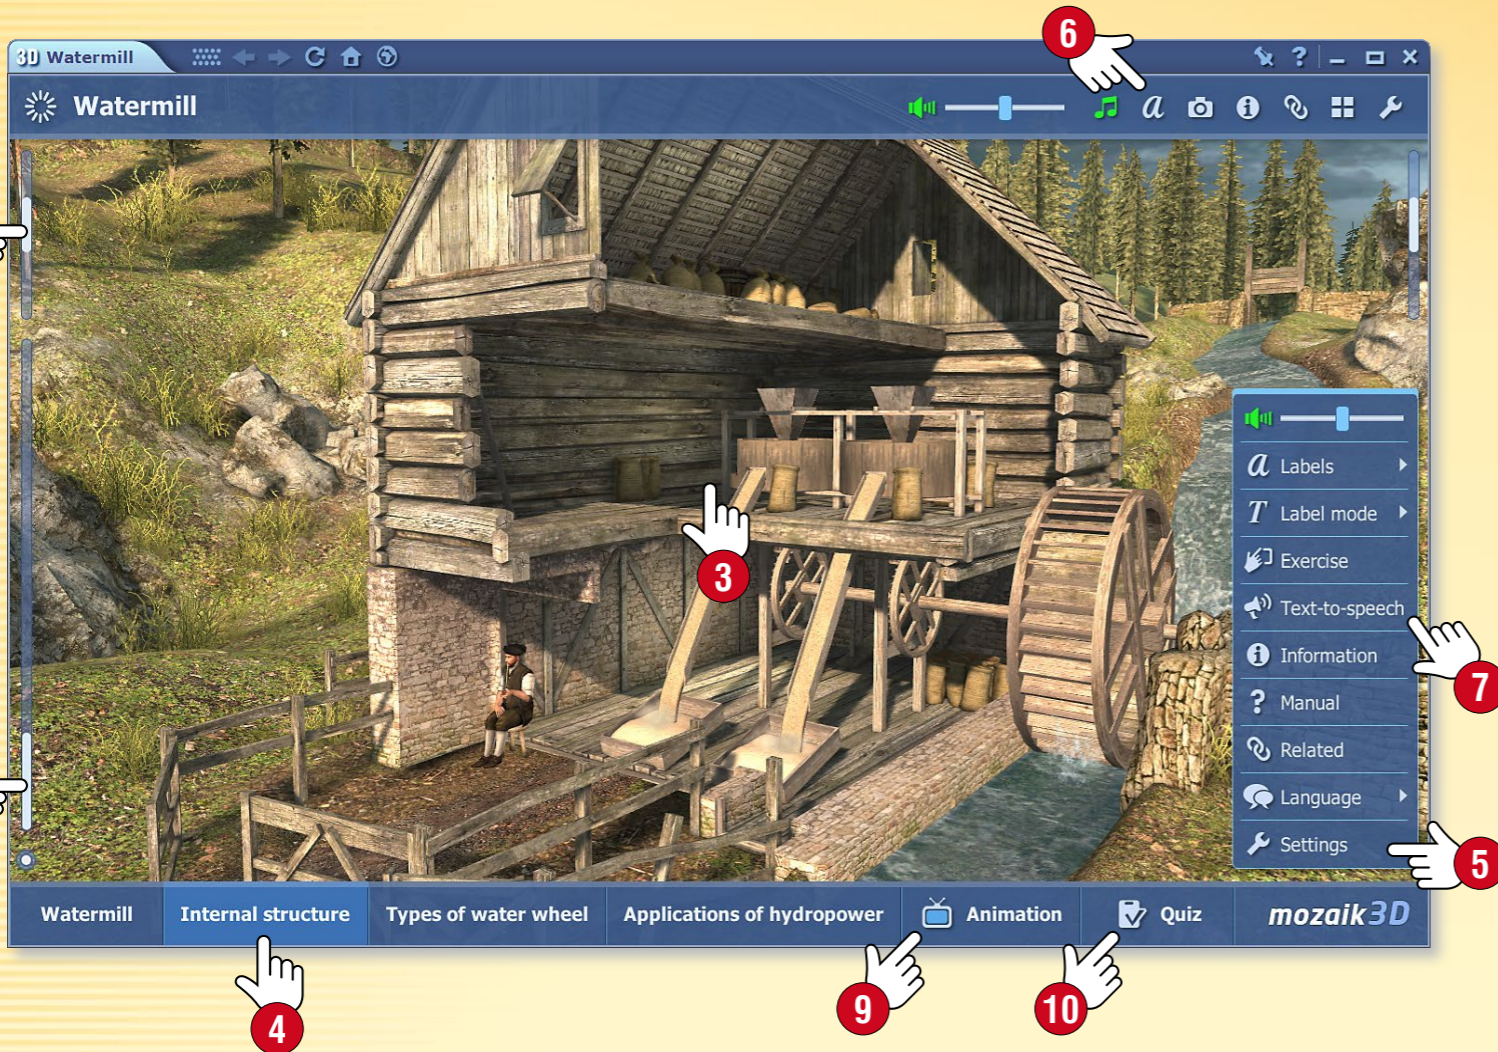 6
3D Watermill
?
Watermill
a
3
a Labels
T Label mode
Exercise
Text-to-speech
Information
7
? Manual
Related
Language
Settings
5
Watermill
Internal structure
Types of water wheel
Applications of hydropower
Animation
Quiz
mozaik3D
4
9
10